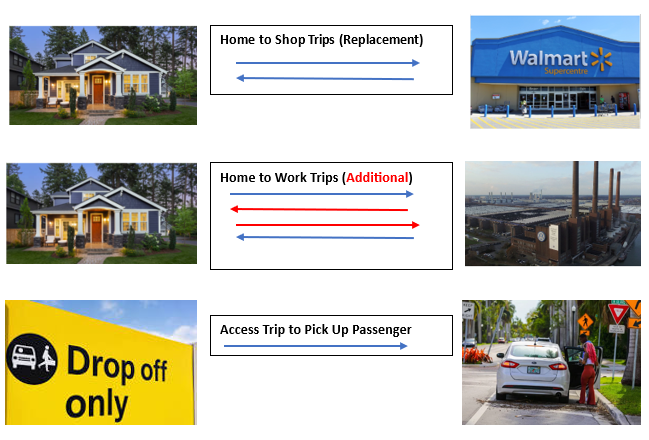 Home to Shop Trips (Replacement)
Walmart
Supercentre
Home to Work Trips (Additional)
Access Trip to Pick Up Passenger
Drop off
only